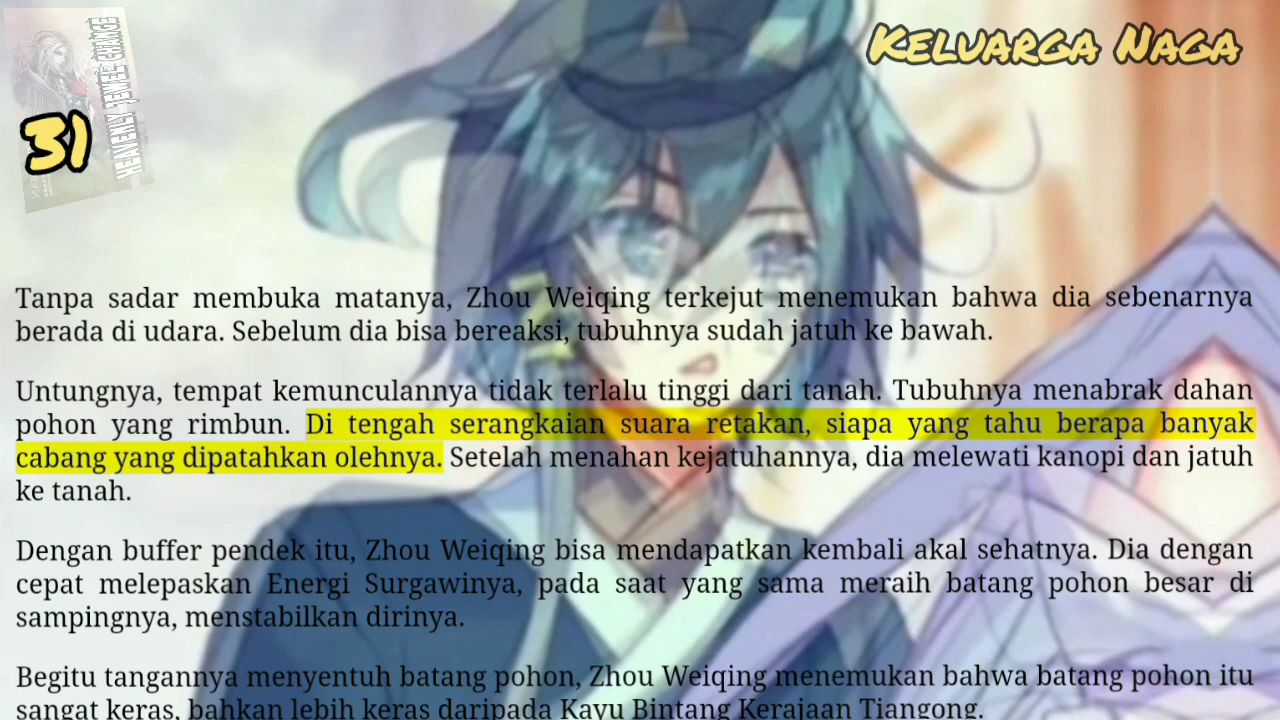 HEAVENLY JEWEL CHANGE
KELUARGA NAGA
31
Tanpa sadar membuka matanya, Zhou Weiqing terkejut menemukan bahwa dia sebenarnya
berada di udara. Sebelum dia bisa bereaksi, tubuhnya sudah jatuh ke bawah.
Untungnya, tempat kemunculannya tidak terlalu tinggi dari tanah. Tubuhnya menabrak dahan
pohon yang rimbun. Di tengah serangkaian suara retakan, siapa yang tahu berapa banyak
cabang yang dipatahkan olehnya. Setelah menahan kejatuhannya, dia melewati kanopi dan jatuh
ke tanah.
Dengan buffer pendek itu, Zhou Weiqing bisa mendapatkan kembali akal sehatnya. Dia dengan
cepat melepaskan Energi Surgawinya, pada saat yang sama meraih batang pohon besar di
sampingnya, menstabilkan dirinya.
Begitu tangannya menyentuh batang pohon, Zhou Weiqing menemukan bahwa batang pohon itu
sangat keras, bahkan lebih keras daripada Kayu Bintang Kerajaan Tiangong.